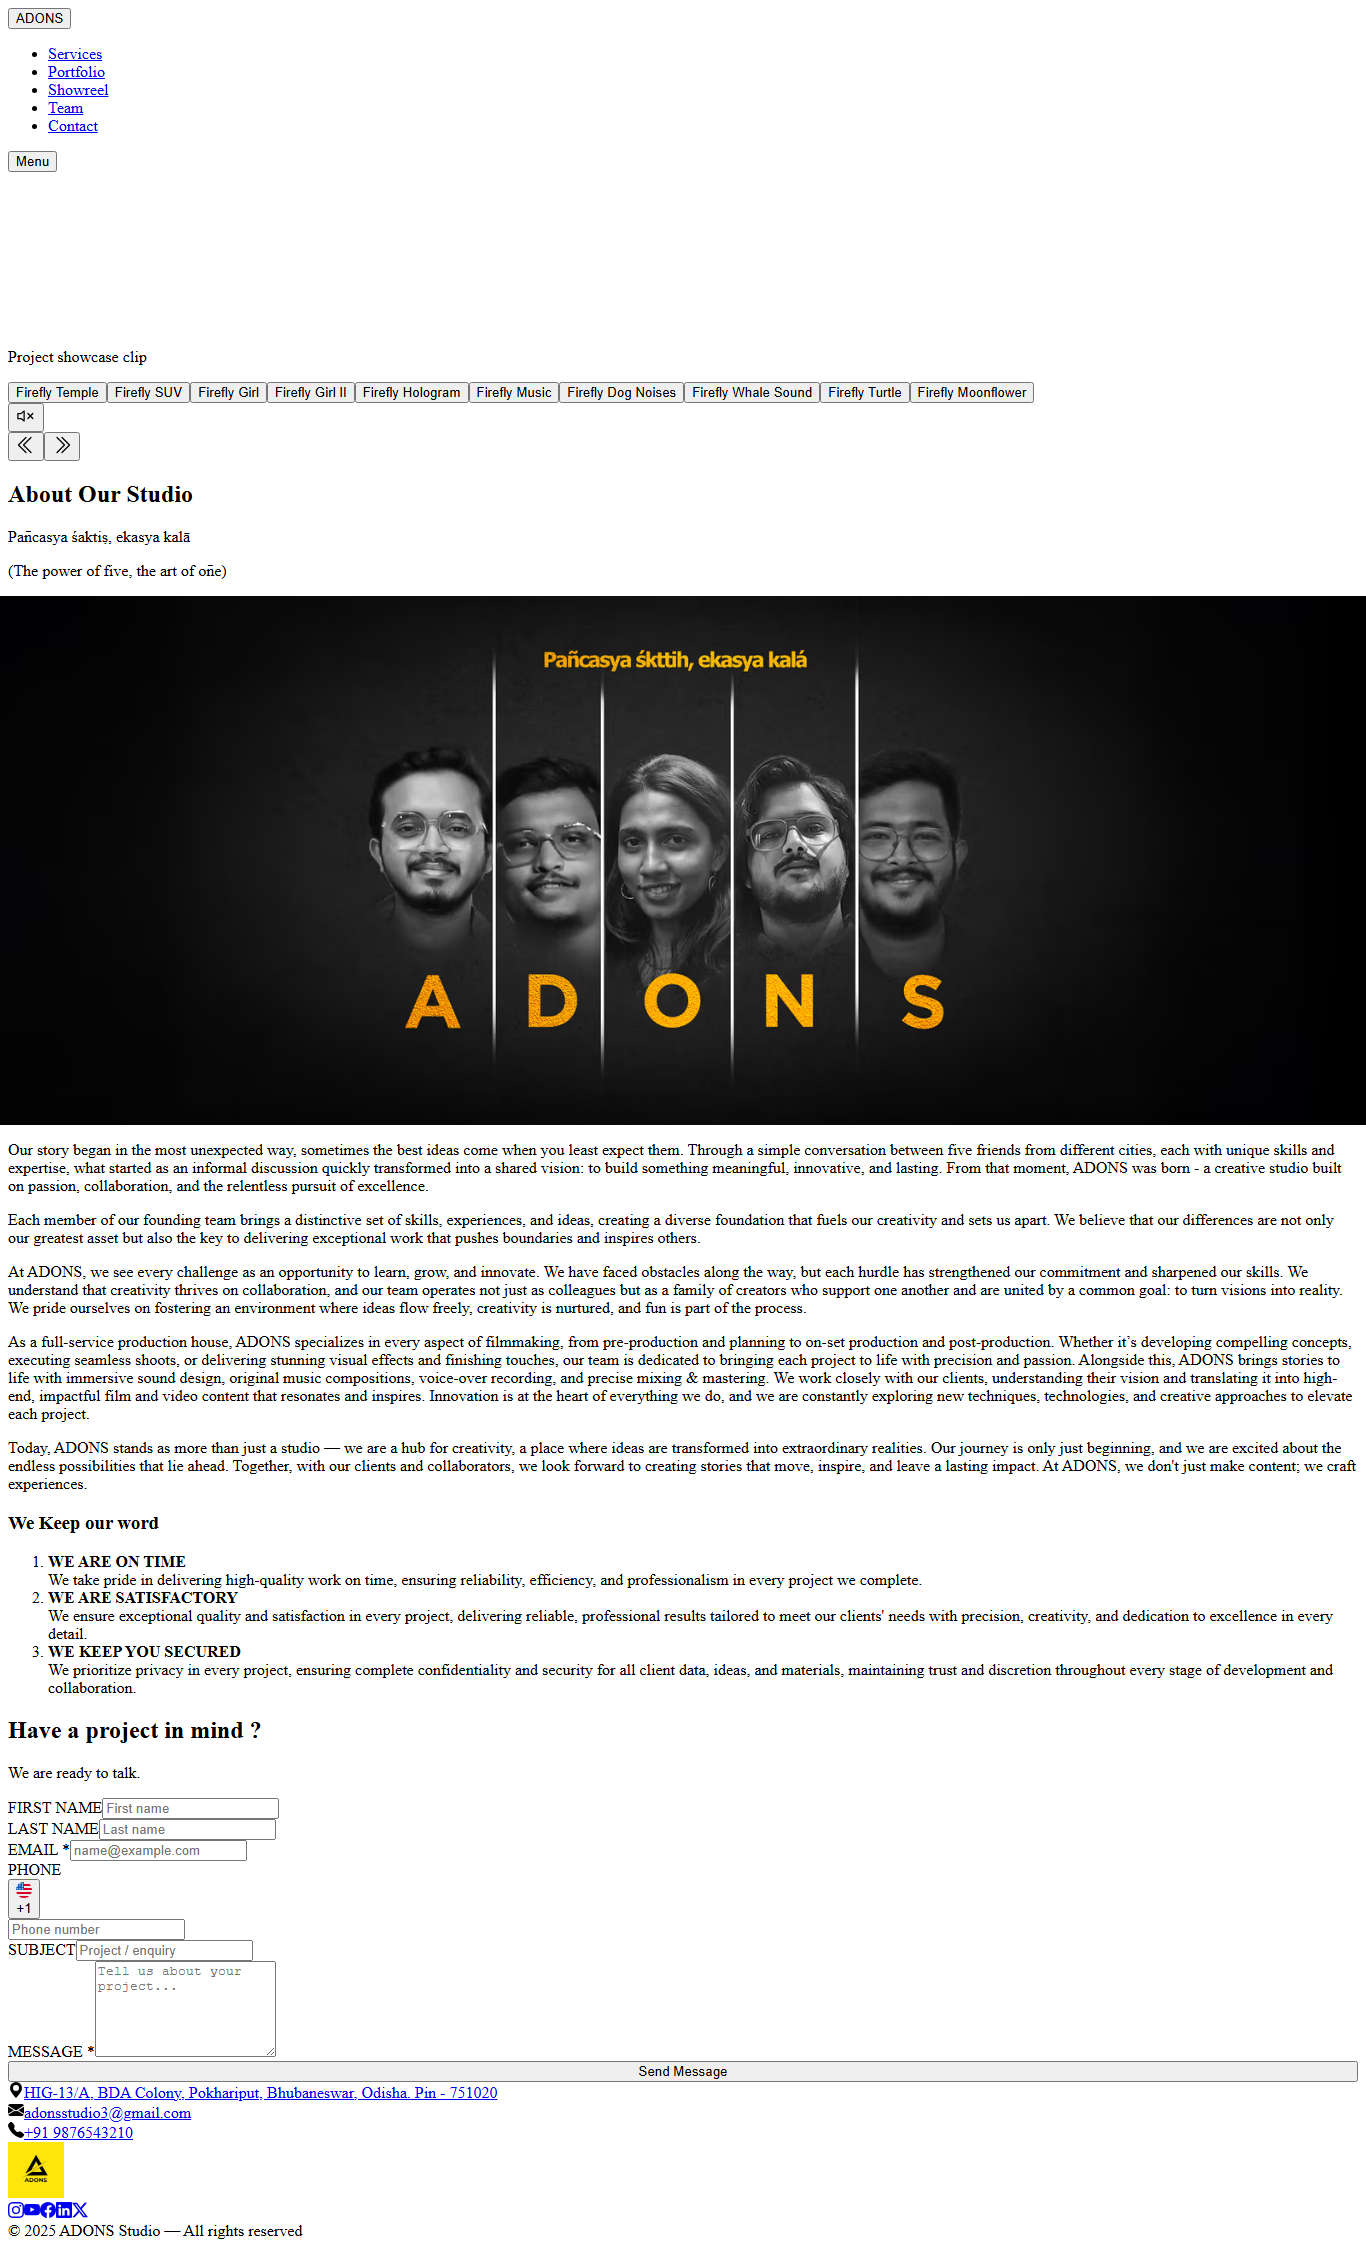 ADONS
Services
Portfolio
Showreel
Team
Contact
Menu
Project showcase clip
Firefly Temple Firefly SUV Firefly Girl Firefly Girl II Firefly Hologram Firefly Music Firefly Dog Noises Firefly Whale Sound Firefly Turtle Firefly Moonflower
About Our Studio
Pañcasya śaktiṣ, ekasya kalā
(The power of five, the art of oñe)
Pañcasya śkttih, ekasya kalá
A D O N S
Our story began in the most unexpected way, sometimes the best ideas come when you least expect them. Through a simple conversation between five friends from different cities, each with unique skills and
expertise, what started as an informal discussion quickly transformed into a shared vision: to build something meaningful, innovative, and lasting. From that moment, ADONS was born - a creative studio built
on passion, collaboration, and the relentless pursuit of excellence.
Each member of our founding team brings a distinctive set of skills, experiences, and ideas, creating a diverse foundation that fuels our creativity and sets us apart. We believe that our differences are not only
our greatest asset but also the key to delivering exceptional work that pushes boundaries and inspires others.
At ADONS, we see every challenge as an opportunity to learn, grow, and innovate. We have faced obstacles along the way, but each hurdle has strengthened our commitment and sharpened our skills. We
understand that creativity thrives on collaboration, and our team operates not just as colleagues but as a family of creators who support one another and are united by a common goal: to turn visions into reality.
We pride ourselves on fostering an environment where ideas flow freely, creativity is nurtured, and fun is part of the process.
As a full-service production house, ADONS specializes in every aspect of filmmaking, from pre-production and planning to on-set production and post-production. Whether it’s developing compelling concepts,
executing seamless shoots, or delivering stunning visual effects and finishing touches, our team is dedicated to bringing each project to life with precision and passion. Alongside this, ADONS brings stories to
life with immersive sound design, original music compositions, voice-over recording, and precise mixing & mastering. We work closely with our clients, understanding their vision and translating it into high-
end, impactful film and video content that resonates and inspires. Innovation is at the heart of everything we do, and we are constantly exploring new techniques, technologies, and creative approaches to elevate
each project.
Today, ADONS stands as more than just a studio — we are a hub for creativity, a place where ideas are transformed into extraordinary realities. Our journey is only just beginning, and we are excited about the
endless possibilities that lie ahead. Together, with our clients and collaborators, we look forward to creating stories that move, inspire, and leave a lasting impact. At ADONS, we don't just make content; we craft
experiences.
We Keep our word
1. WE ARE ON TIME
We take pride in delivering high-quality work on time, ensuring reliability, efficiency, and professionalism in every project we complete.
2. WE ARE SATISFACTORY
We ensure exceptional quality and satisfaction in every project, delivering reliable, professional results tailored to meet our clients' needs with precision, creativity, and dedication to excellence in every
detail.
3. WE KEEP YOU SECURED
We prioritize privacy in every project, ensuring complete confidentiality and security for all client data, ideas, and materials, maintaining trust and discretion throughout every stage of development and
collaboration.
Have a project in mind ?
We are ready to talk.
FIRST NAME First name
LAST NAME Last name
EMAIL * name@example.com
PHONE
+1
Phone number
SUBJECT Project / enquiry
Tell us about your
project...
MESSAGE *
Send Message
HIG-13/A, BDA Colony, Pokhariput, Bhubaneswar, Odisha. Pin - 751020
adonsstudio3@gmail.com
+91 9876543210
ADONS
© 2025 ADONS Studio — All rights reserved